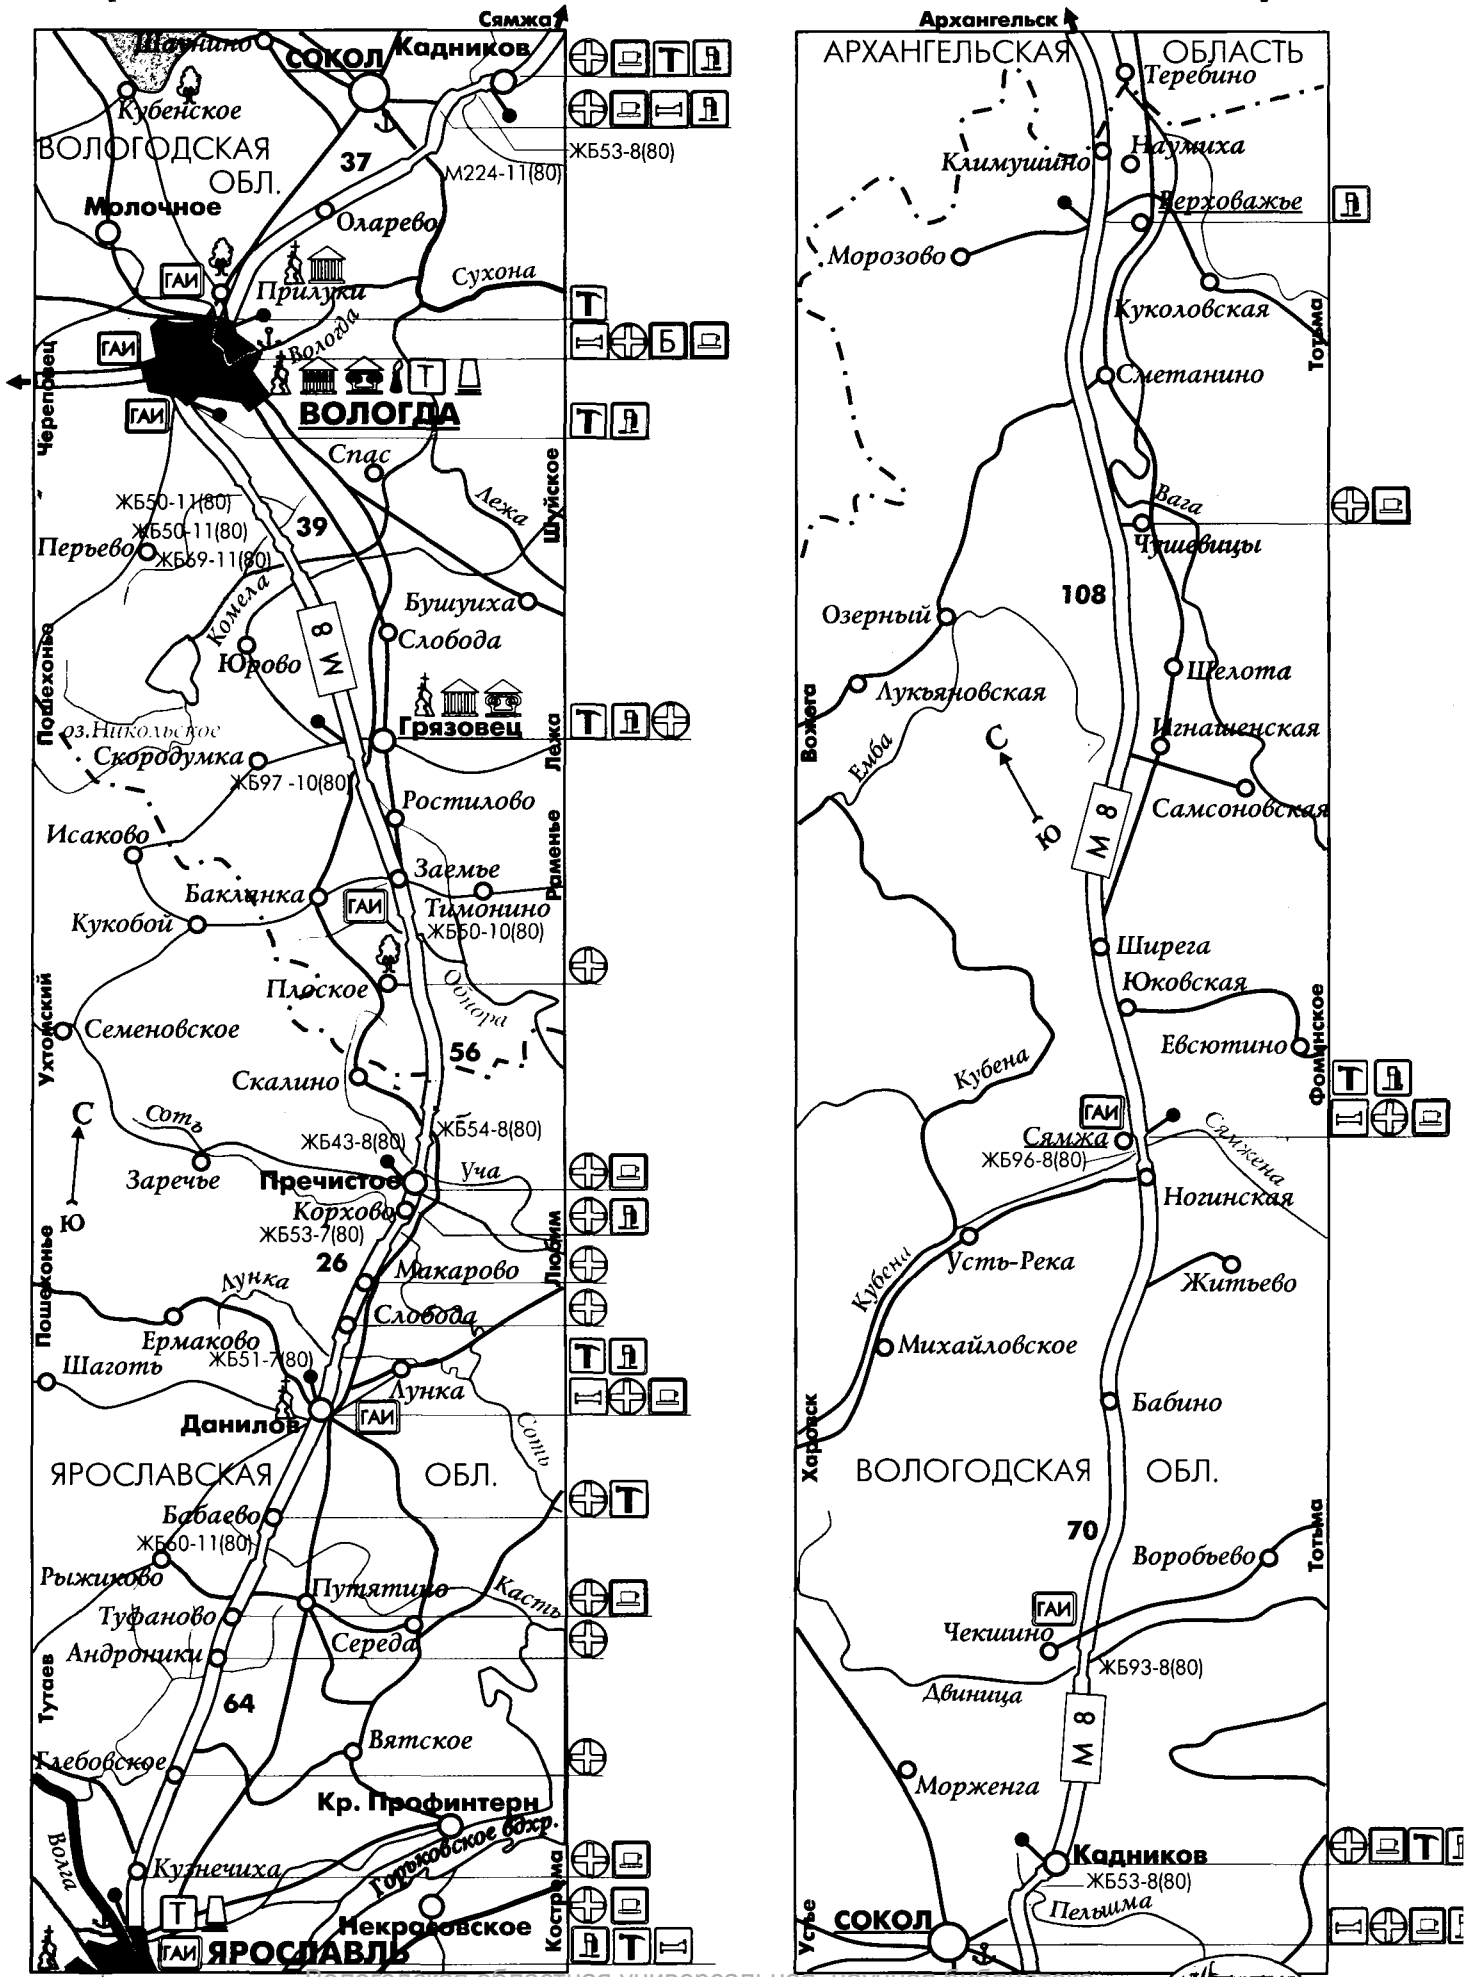 Сямжа
Шаунино
СОКОЛ
Кадников
Кубенское
ВОЛОГОДСКАЯ
ОБЛ.
37
ЖБ53-8(80)
М224-11(80)
Молочное
Оларево
ГАИ
Прилуки
Сухона
Т
ГАИ
Вологда
Б
Череповец
Т
ГАИ
ВОЛОГДА
Т
Спас
Лежа
Шуйское
ЖБ50-11(80)
39
ЖБ50-11(80)
Перьево
ЖБ69-11(80)
Комела
Бушуиха
М 8
Слобода
Юрово
Пошехонье
оз.Никольское
Грязовец
Т
Лежа
Скородумка
ЖБ97-10(80)
Ростилово
Исаково
Раменье
Заемье
Бакланка
ГАИ
Тимонино
Кукобой
ЖБ50-10(80)
Плоское
Обнора
Ухтомский
Семеновское
56
Скалино
С
Соть
ЖБ43-8(80)
ЖБ54-8(80)
Заречье
Пречистое
Уча
Ю
Корхово
ЖБ53-7(80)
Любим
26
Макарово
Пошехонье
Лунка
Слобода
Ермаково
ЖБ51-7(80)
Т
Шаготь
Лунка
Данилов
ГАИ
Соть
ЯРОСЛАВСКАЯ ОБЛ.
Бабаево
Т
ЖБ60-11(80)
Рыжиково
Путятино
Касть
Туфаново
Середа
Андроники
Тутаев
64
Вятское
Глебовское
Кр. Профинтерн
Горьковское вдхр.
Волга
Кузнечиха
Кострома
Т
Некрасовское
ГАИ
ЯРОСЛАВЛЬ
Т
Архангельск
АРХАНГЕЛЬСКАЯ ОБЛАСТЬ
Теребино
Климушино
Наумиха
Верховажье
Морозово
Куколовская
Тотьма
Сметанино
Вага
Чушевицы
108
Озерный
Шелота
Лукьяновская
Вожега
Игнашенская
С
Емба
Ю
М 8
Самсоновская
Ширега
Юковская
Евсютино
Фоминское
Кубена
Т
ГАИ
Сямжа
ЖБ96-8(80)
Сямжена
Ногинская
Усть-Река
Кубена
Житьево
Михайловское
Бабино
Харовск
ВОЛОГОДСКАЯ ОБЛ.
70
Тотьма
Воробьево
ГАИ
Чекшино
ЖБ93-8(80)
Двиница
М 8
Морженга
Кадников
Т
ЖБ53-8(80)
Пельшма
Устье
СОКОЛ
Вологодская областная универсальная научная библиотека